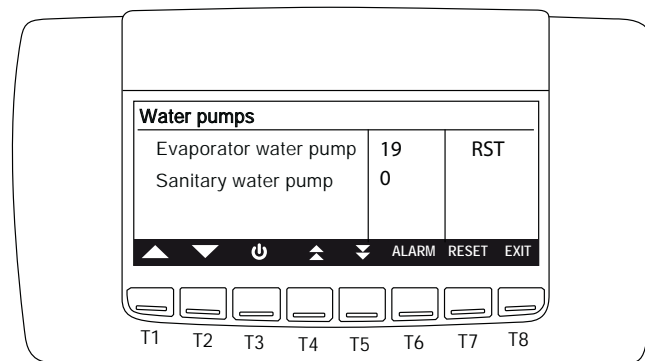 Water pumps
Evaporator water pump 19 RST
Sanitary water pump 0
ALARM RESET EXIT
T1 T2 T3 T4 T5 T6 T7 T8